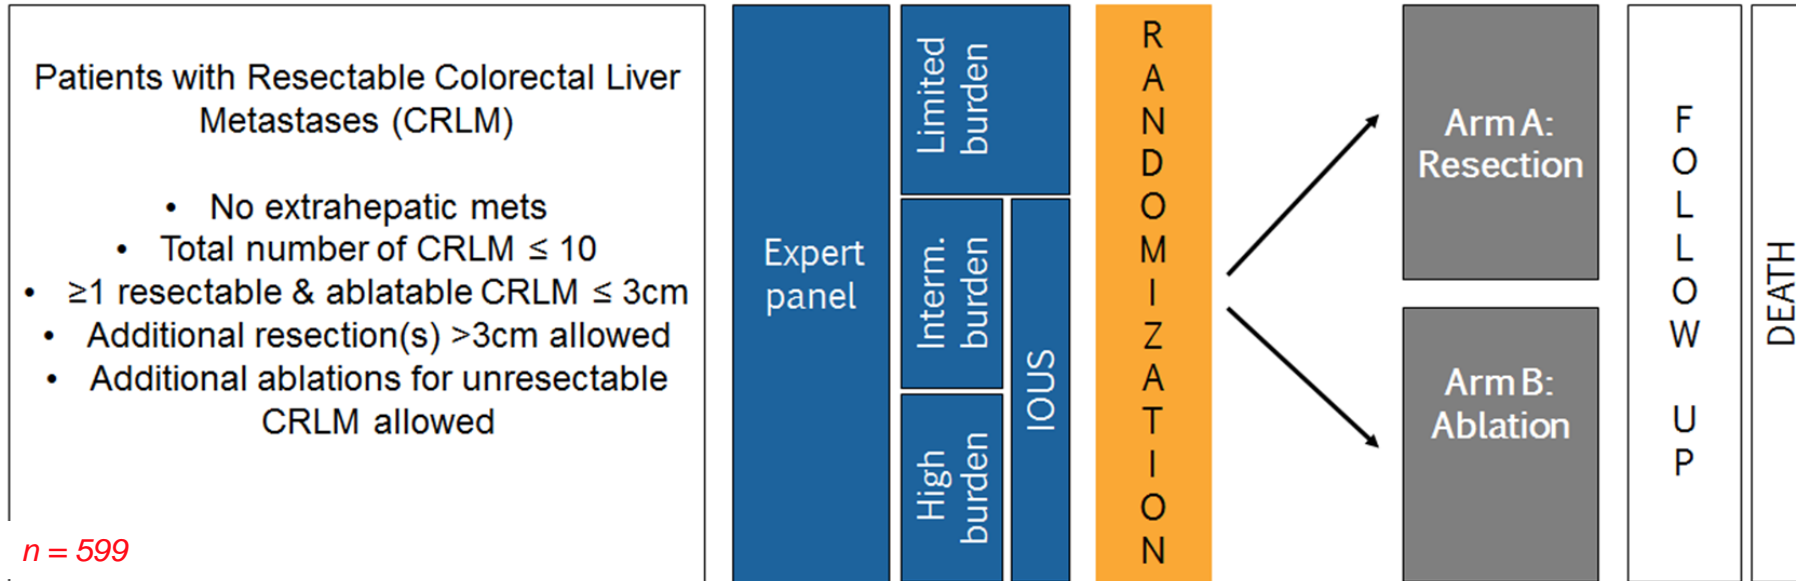 Patients with Resectable Colorectal Liver
Metastases (CRLM)
• No extrahepatic mets
• Total number of CRLM ≤ 10
• ≥1 resectable & ablatable CRLM ≤ 3cm
• Additional resection(s) >3cm allowed
• Additional ablations for unresectable
CRLM allowed
n = 599
Expert
panel
Limited
burden
Interm.
burden
High
burden
IOUS
RANDOMIZATION
Arm A:
Resection
Arm B:
Ablation
FOLLOW UP
DEATH